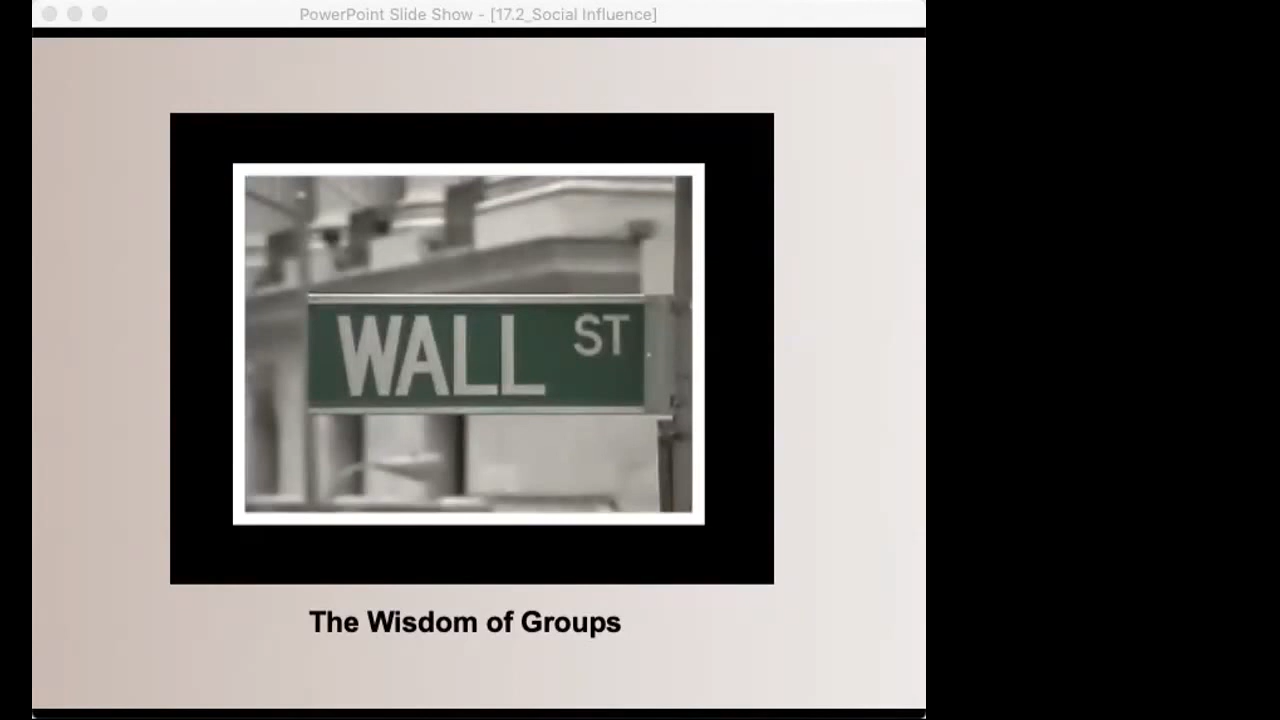 PowerPoint Slide Show - [17.2_Social Influence]
WALL ST
The Wisdom of Groups